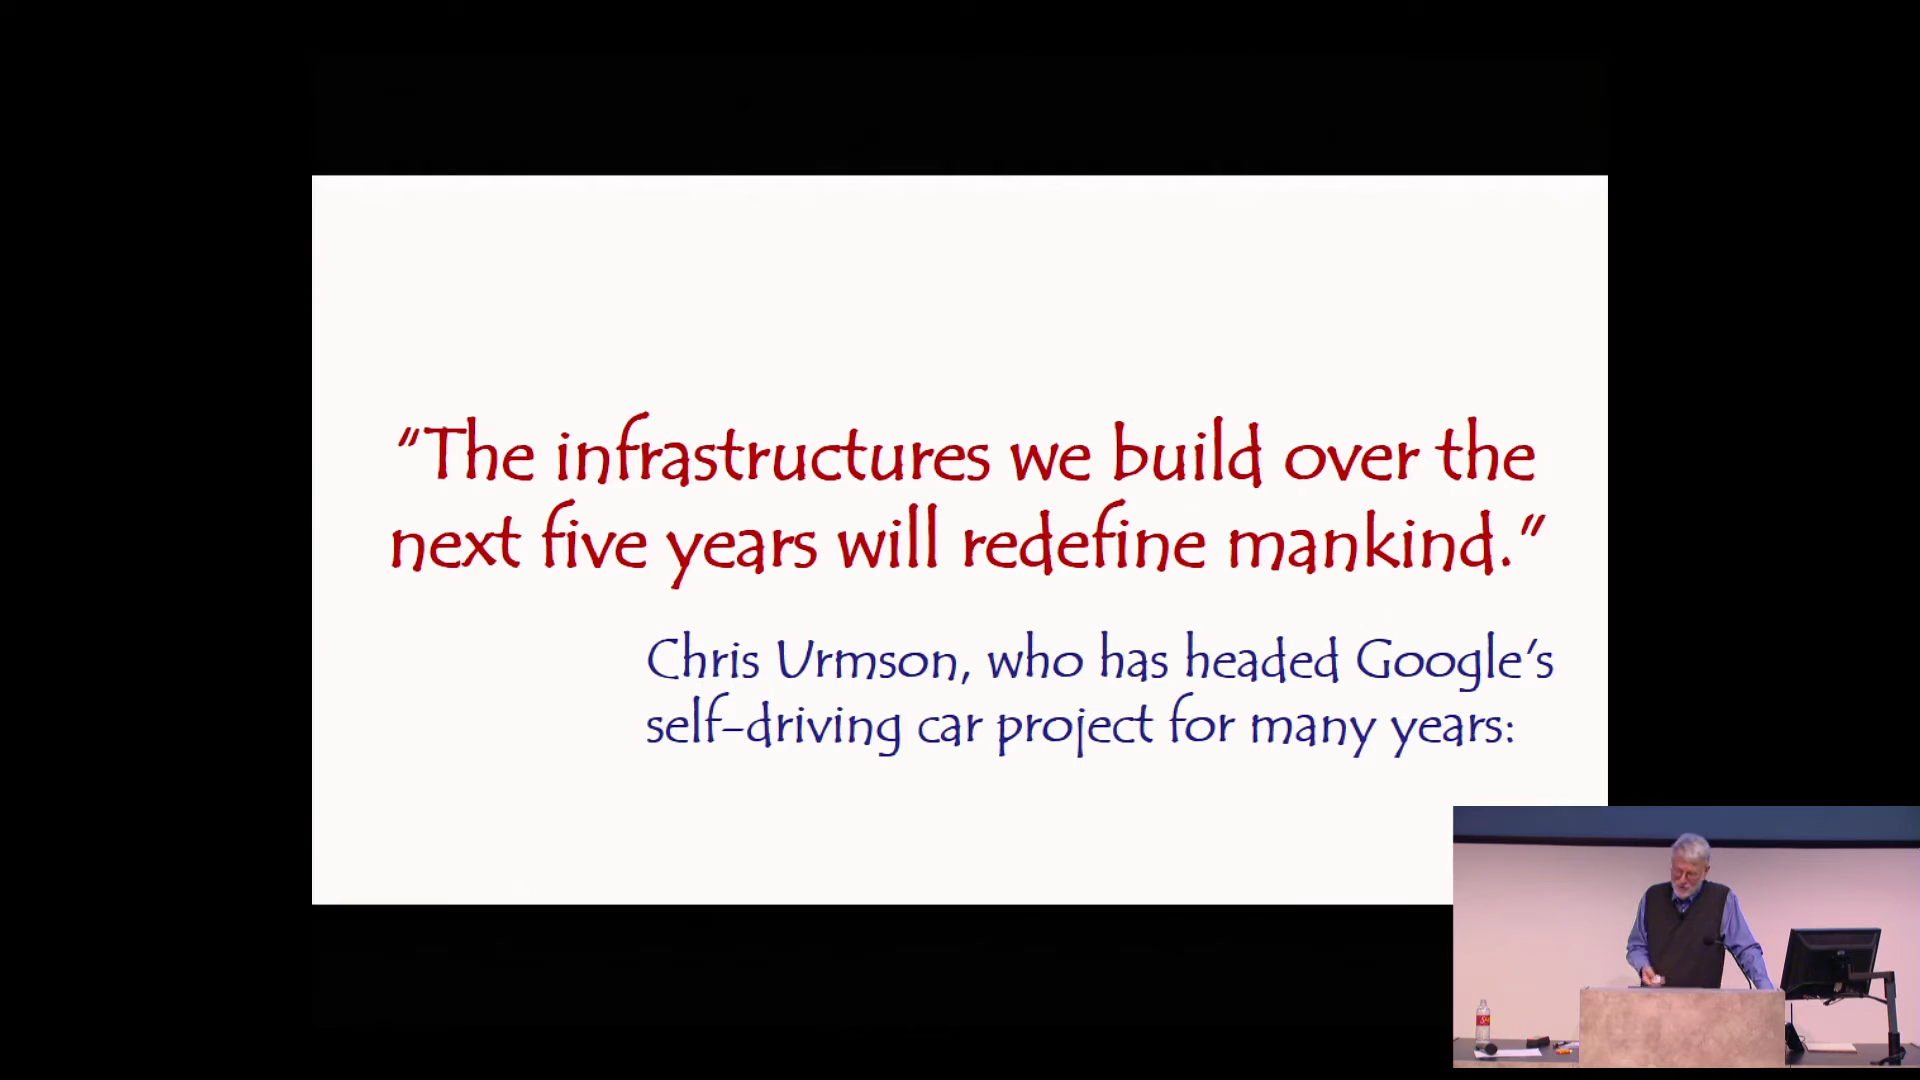 “The infrastructures we build over the
next five years will redefine mankind.”
Chris Urmson, who has headed Google's
self-driving car project for many years: